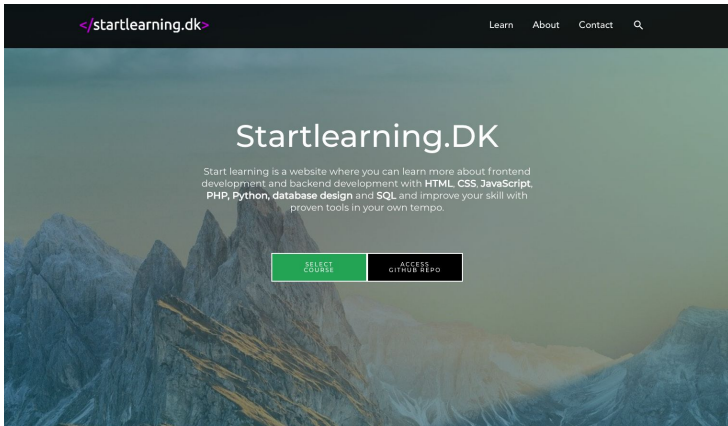 </startlearning.dk>
Learn About Contact
Startlearning.DK
Start learning is a website where you can learn more about frontend
development and backend development with HTML, CSS, JavaScript,
PHP, Python, database design and SQL and improve your skill with
proven tools in your own tempo.
SELECT
COURSE
ACCESS
GITHUB REPO